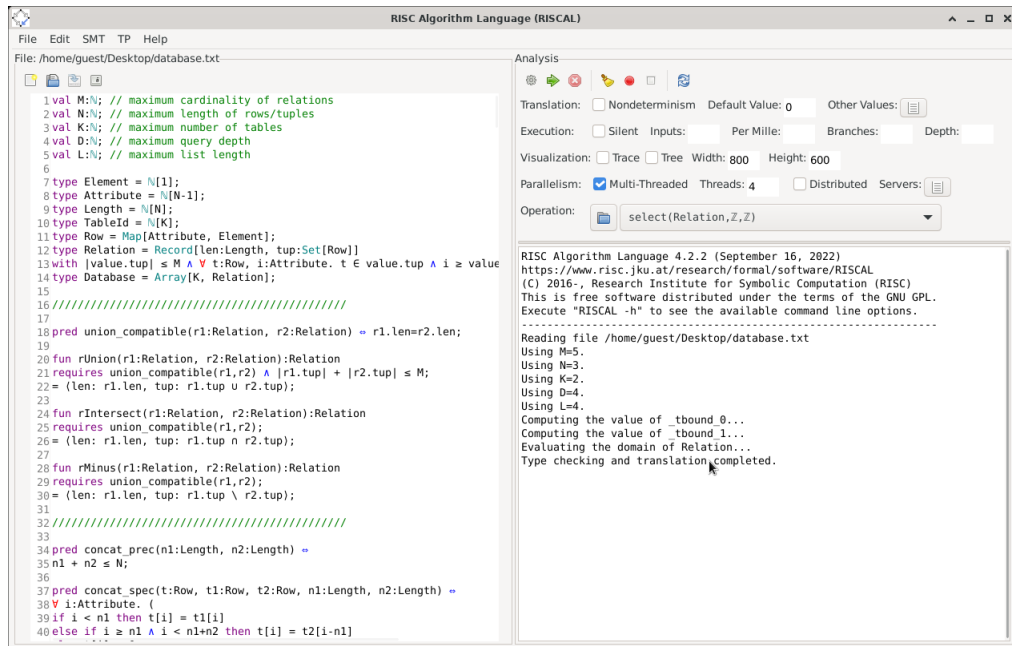 RISC Algorithm Language (RISCAL)
File Edit SMT TP Help
File: /home/guest/Desktop/database.txt
1 val M:ℕ; // maximum cardinality of relations
2 val N:ℕ; // maximum length of rows/tuples
3 val K:ℕ; // maximum number of tables
4 val D:ℕ; // maximum query depth
5 val L:ℕ; // maximum list length
6
7 type Element = ℕ[1];
8 type Attribute = ℕ[N-1];
9 type Length = ℕ[N];
10 type TableId = ℕ[K];
11 type Row = Map[Attribute, Element];
12 type Relation = Record[len:Length, tup:Set[Row]]
13 with |value.tup| ≤ M ∧ ∀ t:Row, i:Attribute. t ∈ value.tup ∧ i ≥ value
14 type Database = Array[K, Relation];
15
16 //////////////////////////////////////////////
17
18 pred union_compatible(r1:Relation, r2:Relation) ⇔ r1.len=r2.len;
19
20 fun rUnion(r1:Relation, r2:Relation):Relation
21 requires union_compatible(r1,r2) ∧ |r1.tup| + |r2.tup| ≤ M;
22 = ⟨len: r1.len, tup: r1.tup ∪ r2.tup⟩;
23
24 fun rIntersect(r1:Relation, r2:Relation):Relation
25 requires union_compatible(r1,r2);
26 = ⟨len: r1.len, tup: r1.tup ∩ r2.tup⟩;
27
28 fun rMinus(r1:Relation, r2:Relation):Relation
29 requires union_compatible(r1,r2);
30 = ⟨len: r1.len, tup: r1.tup \ r2.tup⟩;
31
32 //////////////////////////////////////////////
33
34 pred concat_prec(n1:Length, n2:Length) ⇔
35 n1 + n2 ≤ N;
36
37 pred concat_spec(t:Row, t1:Row, t2:Row, n1:Length, n2:Length) ⇔
38 ∀ i:Attribute. (
39 if i < n1 then t[i] = t1[i]
40 else if i ≥ n1 ∧ i < n1+n2 then t[i] = t2[i-n1]
Analysis
Translation: Nondeterminism Default Value: 0 Other Values:
Execution: Silent Inputs: Per Mille: Branches: Depth:
Visualization: Trace Tree Width: 800 Height: 600
Parallelism: Multi-Threaded Threads: 4 Distributed Servers:
Operation: select(Relation,ℤ,ℤ)
RISC Algorithm Language 4.2.2 (September 16, 2022)
https://www.risc.jku.at/research/formal/software/RISCAL
(C) 2016-, Research Institute for Symbolic Computation (RISC)
This is free software distributed under the terms of the GNU GPL.
Execute "RISCAL -h" to see the available command line options.
-----------------------------------------------------------------
Reading file /home/guest/Desktop/database.txt
Using M=5.
Using N=3.
Using K=2.
Using D=4.
Using L=4.
Computing the value of _tbound_0...
Computing the value of _tbound_1...
Evaluating the domain of Relation...
Type checking and translation completed.